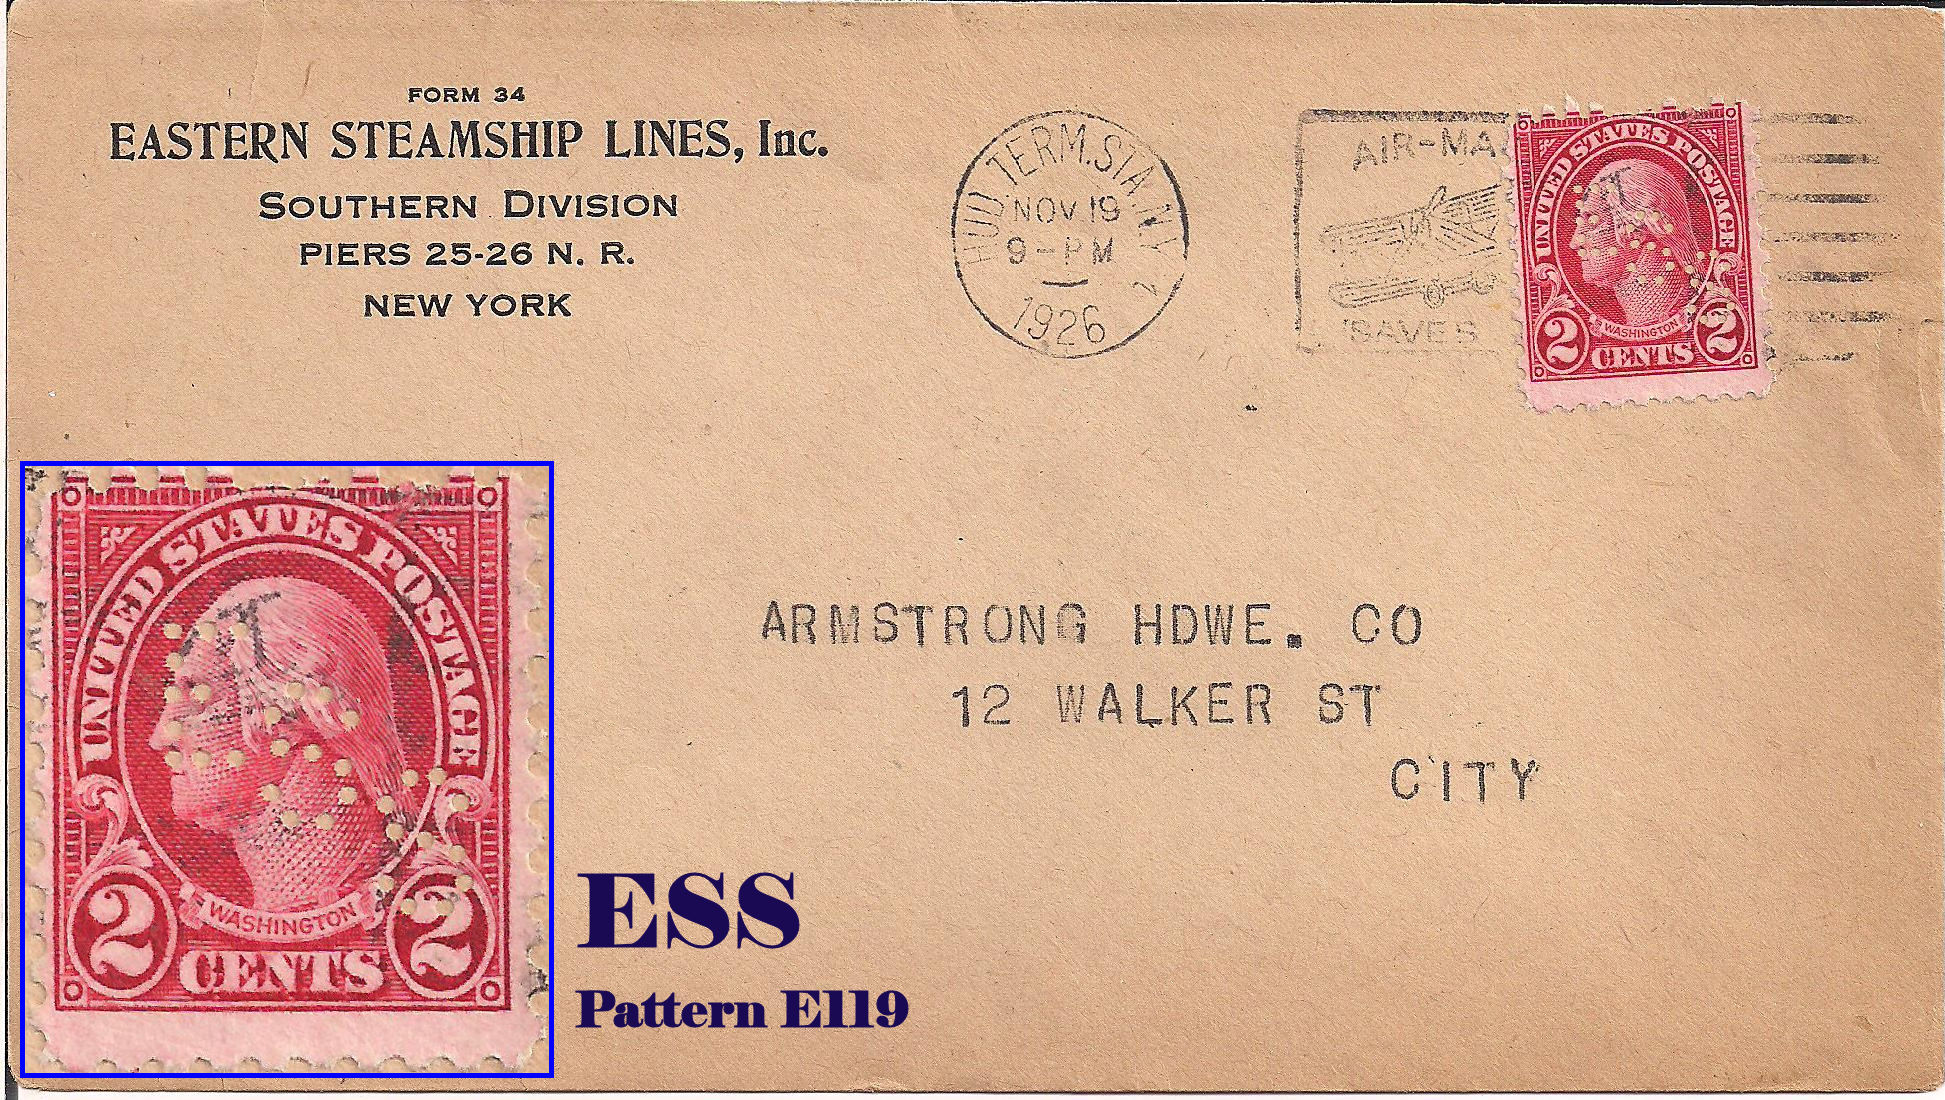 FORM 34
EASTERN STEAMSHIP LINES, Inc.
SOUTHERN DIVISION
PIERS 25-26 N. R.
NEW YORK
HUD. TERM. STA. N.Y.
NOV 19
9-PM
1926
AIR-MA
SAVES
UNITED STATES POSTAGE
WASHINGTON
2 CENTS 2
ARMSTRONG HDWE. CO
12 WALKER ST
CITY
UNITED STATES POSTAGE
WASHINGTON
2 CENTS 2
ESS
ESS
Pattern E119